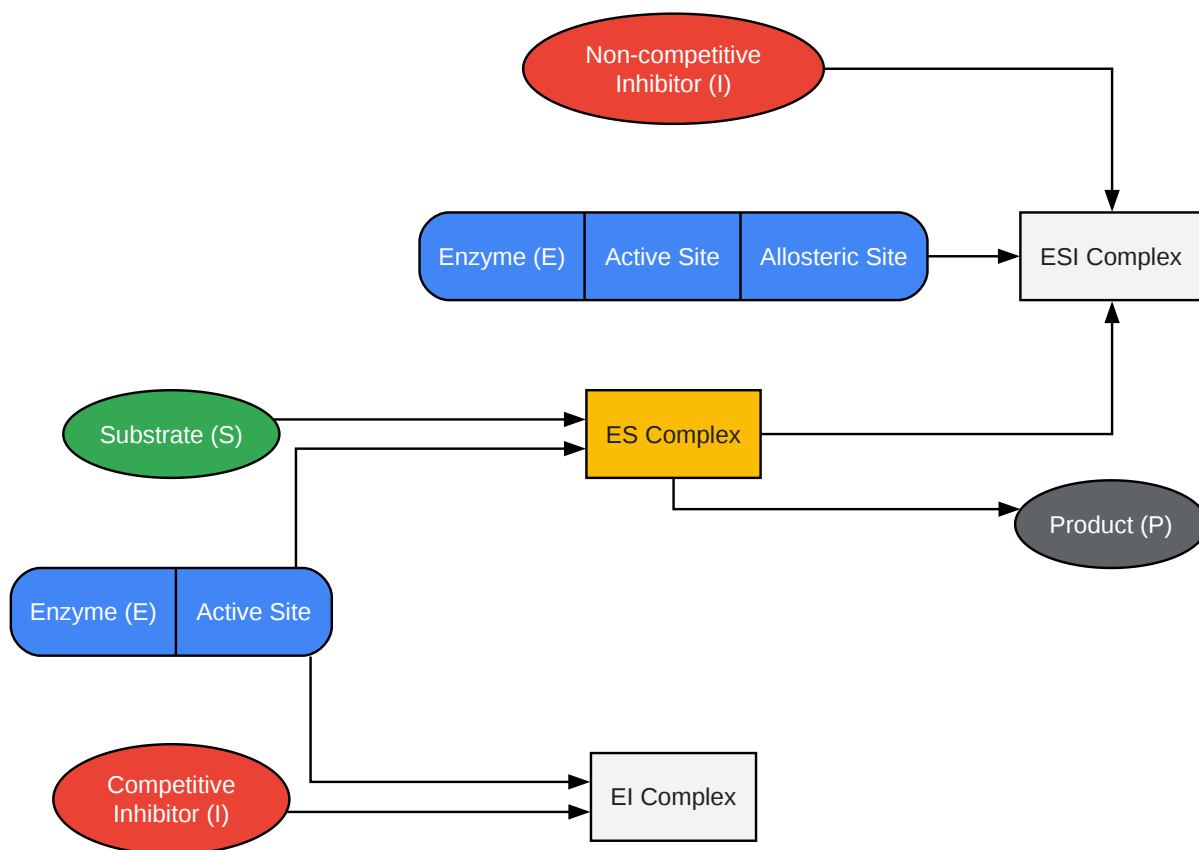 Non-competitive
Inhibitor (I)
Enzyme (E)
Active Site
Allosteric Site
ESI Complex
Substrate (S)
ES Complex
Product (P)
Enzyme (E)
Active Site
Competitive
Inhibitor (I)
EI Complex